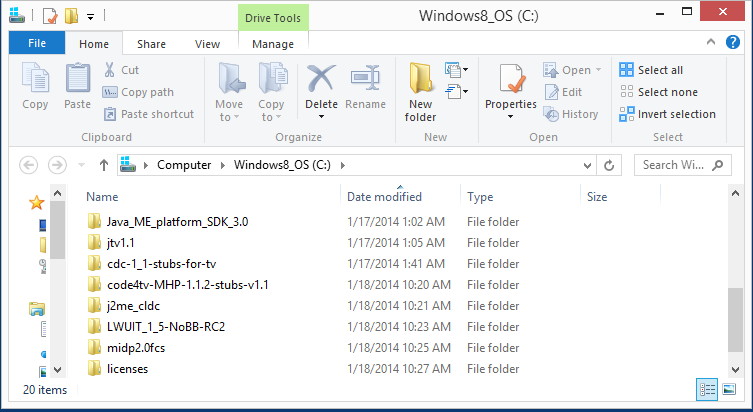 Drive Tools
Windows8_OS (C:)
File Home Share View Manage
Copy
Paste
Cut
Copy path
Paste shortcut
Clipboard
Move to
Copy to
Delete
Rename
Organize
New folder
New
Properties
Open
Edit
History
Open
Select all
Select none
Invert selection
Select
Computer Windows8_OS (C:)
Search Wi...
Name Date modified Type Size
Java_ME_platform_SDK_3.0 1/17/2014 1:02 AM File folder
jtv1.1 1/17/2014 1:05 AM File folder
cdc-1_1-stubs-for-tv 1/17/2014 1:41 AM File folder
code4tv-MHP-1.1.2-stubs-v1.1 1/18/2014 10:20 AM File folder
j2me_cldc 1/18/2014 10:21 AM File folder
LWUIT_1_5-NoBB-RC2 1/18/2014 10:23 AM File folder
midp2.0fcs 1/18/2014 10:25 AM File folder
licenses 1/18/2014 10:27 AM File folder
20 items